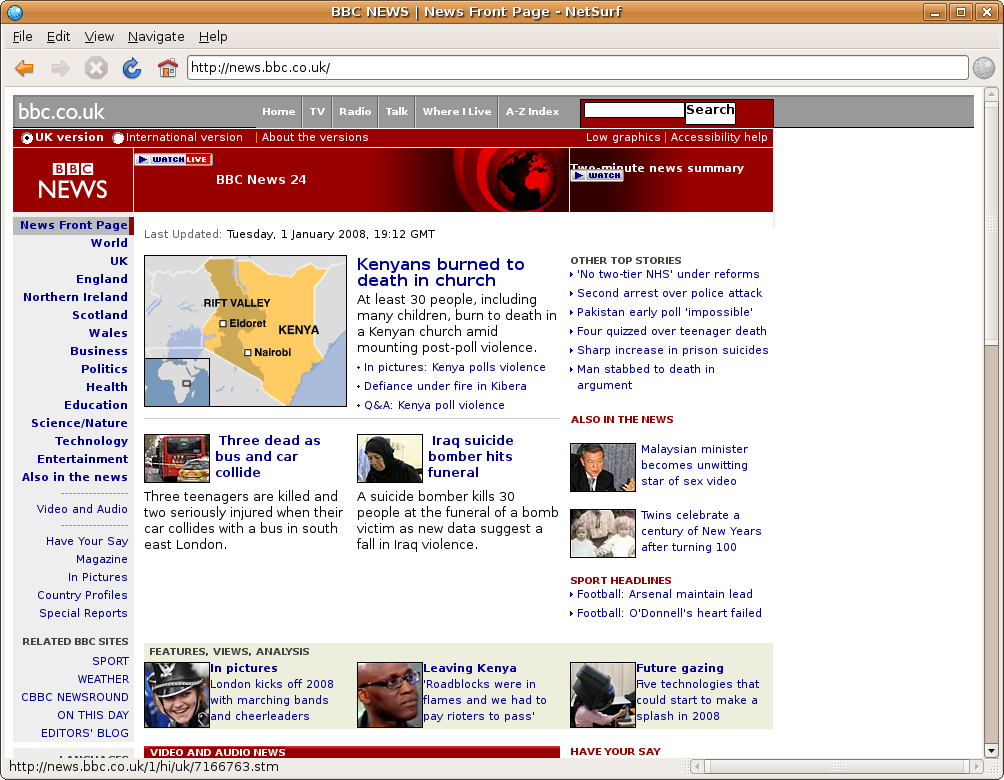 BBC NEWS | News Front Page - NetSurf
File Edit View Navigate Help
http://news.bbc.co.uk/
bbc.co.uk Home TV Radio Talk Where I Live A-Z Index Search
UK version International version | About the versions Low graphics | Accessibility help
BBC NEWS
WATCH LIVE
BBC News 24
Two-minute news summary
WATCH
News Front Page
World
UK
England
Northern Ireland
Scotland
Wales
Business
Politics
Health
Education
Science/Nature
Technology
Entertainment
Also in the news
-----------------
Video and Audio
-----------------
Have Your Say
Magazine
In Pictures
Country Profiles
Special Reports
RELATED BBC SITES
SPORT
WEATHER
CBBC NEWSROUND
ON THIS DAY
EDITORS' BLOG
LANGUAGES
Last Updated: Tuesday, 1 January 2008, 19:12 GMT
RIFT VALLEY
Eldoret
KENYA
Nairobi
Kenyans burned to
death in church
At least 30 people, including
many children, burn to death in
a Kenyan church amid
mounting post-poll violence.
In pictures: Kenya polls violence
Defiance under fire in Kibera
Q&A: Kenya poll violence
Three dead as
bus and car
collide
Three teenagers are killed and
two seriously injured when their
car collides with a bus in south
east London.
Iraq suicide
bomber hits
funeral
A suicide bomber kills 30
people at the funeral of a bomb
victim as new data suggest a
fall in Iraq violence.
OTHER TOP STORIES
'No two-tier NHS' under reforms
Second arrest over police attack
Pakistan early poll 'impossible'
Four quizzed over teenager death
Sharp increase in prison suicides
Man stabbed to death in
argument
ALSO IN THE NEWS
Malaysian minister
becomes unwitting
star of sex video
Twins celebrate a
century of New Years
after turning 100
SPORT HEADLINES
Football: Arsenal maintain lead
Football: O'Donnell's heart failed
FEATURES, VIEWS, ANALYSIS
In pictures
London kicks off 2008
with marching bands
and cheerleaders
Leaving Kenya
'Roadblocks were in
flames and we had to
pay rioters to pass'
Future gazing
Five technologies that
could start to make a
splash in 2008
VIDEO AND AUDIO NEWS
HAVE YOUR SAY
http://news.bbc.co.uk/1/hi/uk/7166763.stm